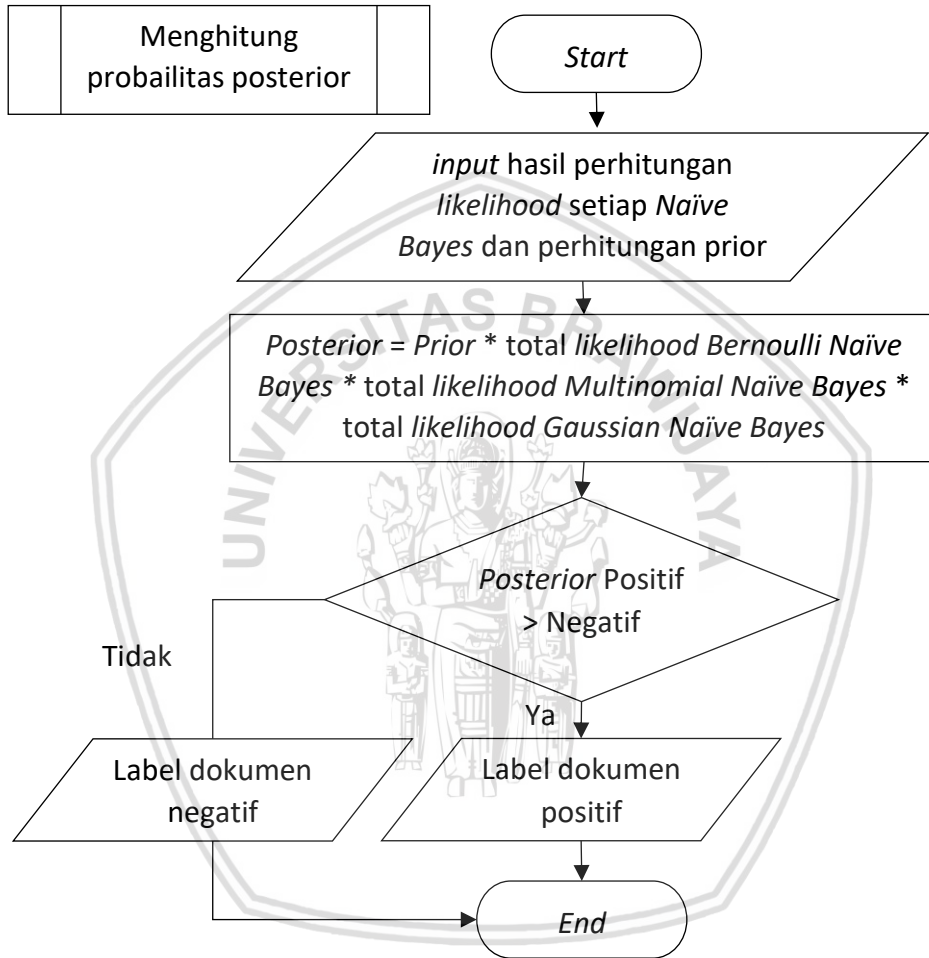 Menghitung
probailitas posterior
Start
input hasil perhitungan
likelihood setiap Naïve
Bayes dan perhitungan prior
Posterior = Prior * total likelihood Bernoulli Naïve
Bayes * total likelihood Multinomial Naïve Bayes *
total likelihood Gaussian Naïve Bayes
Posterior Positif
> Negatif
Tidak
Ya
Label dokumen
negatif
Label dokumen
positif
End
UNIVERSITAS BRAWIJAYA